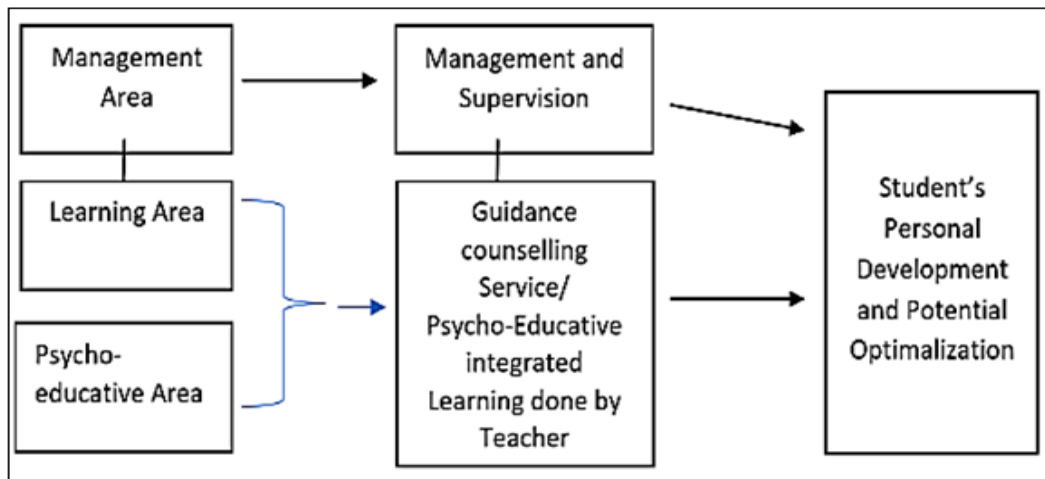 Management
Area
Management and
Supervision
Learning Area
Psycho-
educative Area
Guidance
counselling
Service/
Psycho-Educative
integrated
Learning done by
Teacher
Student's
Personal
Development
and Potential
Optimalization